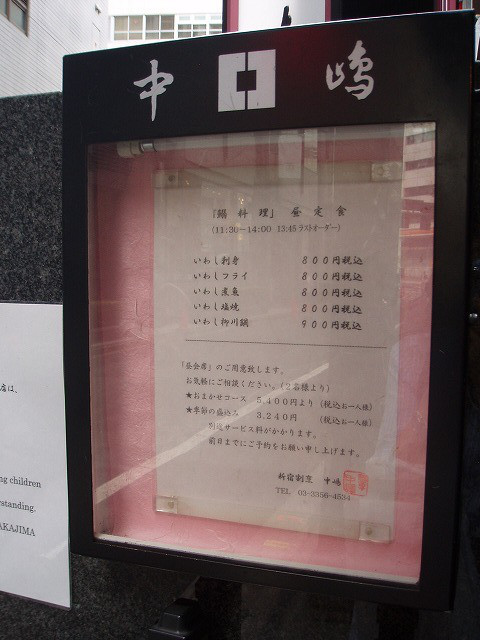 中 嶋
「鰯 料 理」 昼 定 食
(11:30～14:00 13:45 ラストオーダー)
いわし刺身 800円税込
いわしフライ 800円税込
いわし煮魚 800円税込
いわし塩焼 800円税込
いわし柳川鍋 900円税込
「昼会席」のご用意致します。
お気軽にご相談ください。(2名様より)
★おまかせコース 5,400円より (税込お一人様)
★季節の盛込み 3,240円 (税込お一人様)
別途サービス料がかかります。
前日までにご予約をお願い申し上げます。
新宿割烹 中嶋
TEL 03-3356-4534
店は、
ng children
rstanding.
AKAJIMA